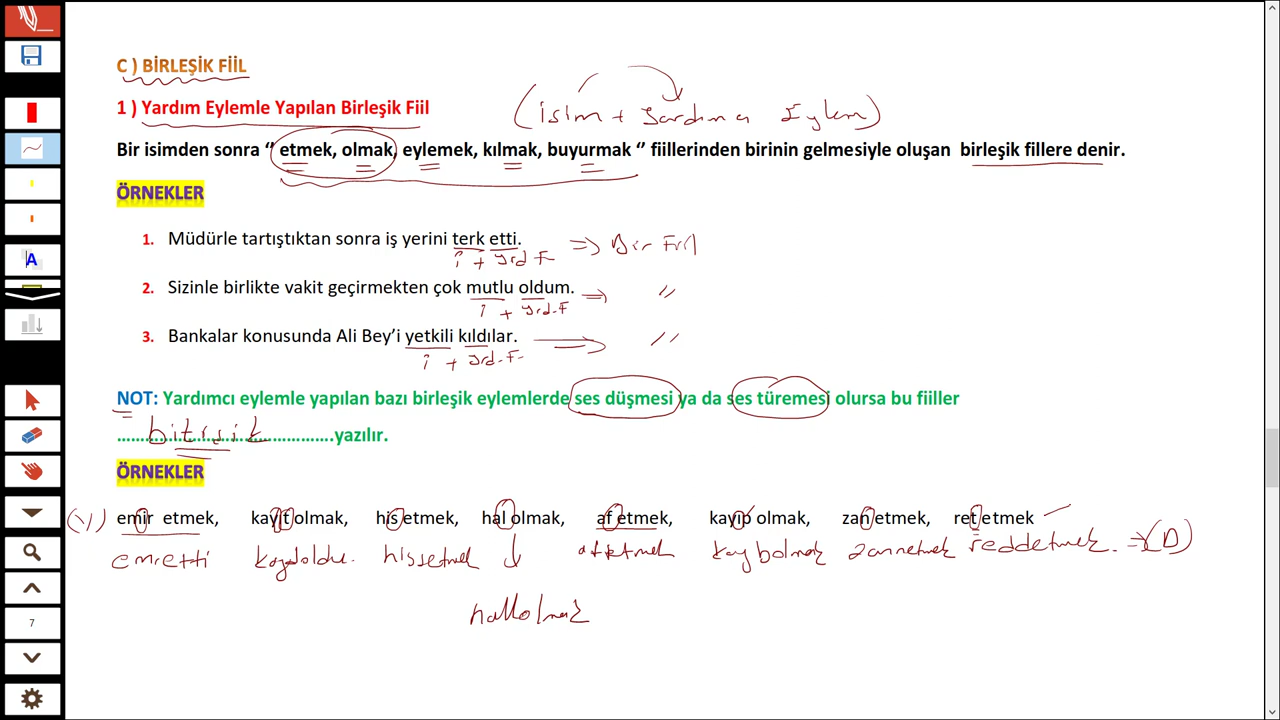 C ) BİRLEŞİK FİİL
1 ) Yardım Eylemle Yapılan Birleşik Fiil
(isim + yardımcı Eylem)
Bir isimden sonra “ etmek, olmak, eylemek, kılmak, buyurmak ” fiillerinden birinin gelmesiyle oluşan birleşik fillere denir.
ÖRNEKLER
1. Müdürle tartıştıktan sonra iş yerini terk etti. => Bir Fiil
i + yrd F
2. Sizinle birlikte vakit geçirmekten çok mutlu oldum. => "
i + yrd.F
3. Bankalar konusunda Ali Bey’i yetkili kıldılar. => "
i + yrd.F.
NOT: Yardımcı eylemle yapılan bazı birleşik eylemlerde ses düşmesi ya da ses türemesi olursa bu fiiller
bitişik yazılır.
ÖRNEKLER
(Y) emir etmek, kayıt olmak, his etmek, hal olmak, af etmek, kayıp olmak, zan etmek, ret etmek
emretti kaydoldu. hissetmek affetmek kaybolmak zannetmek reddetmek. => (D)
hallolmak
7